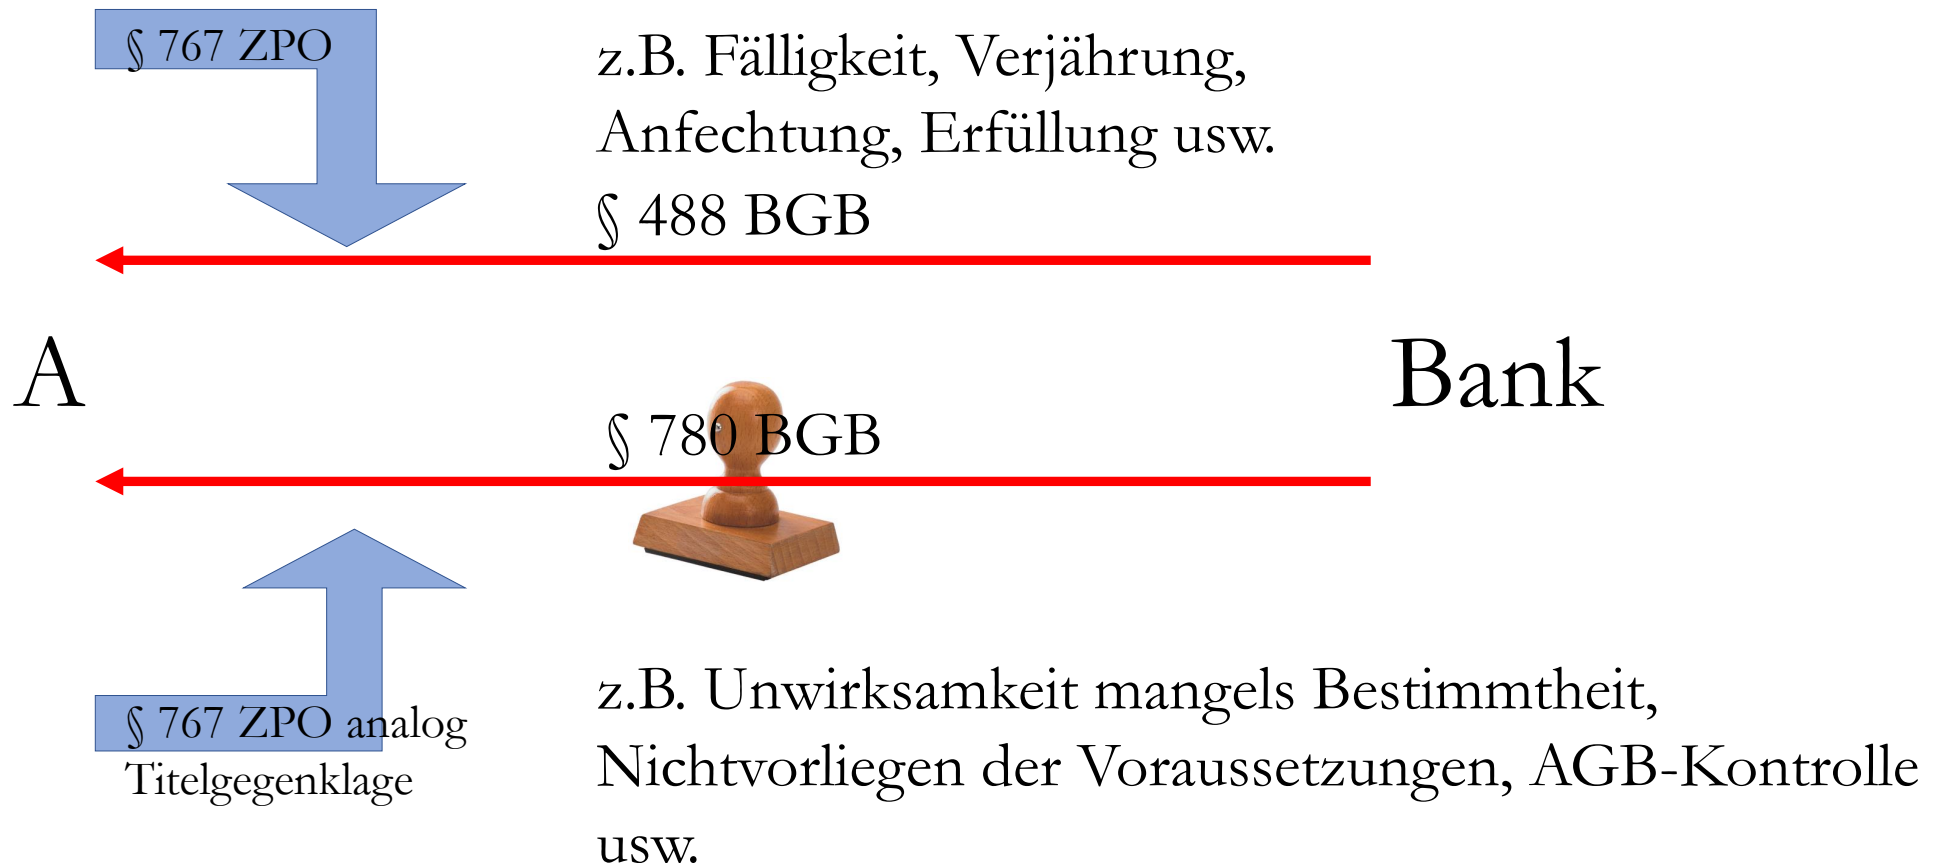 § 767 ZPO
z.B. Fälligkeit, Verjährung,
Anfechtung, Erfüllung usw.
§ 488 BGB
A
Bank
§ 780 BGB
§ 767 ZPO analog
Titelgegenklage
z.B. Unwirksamkeit mangels Bestimmtheit,
Nichtvorliegen der Voraussetzungen, AGB-Kontrolle
usw.